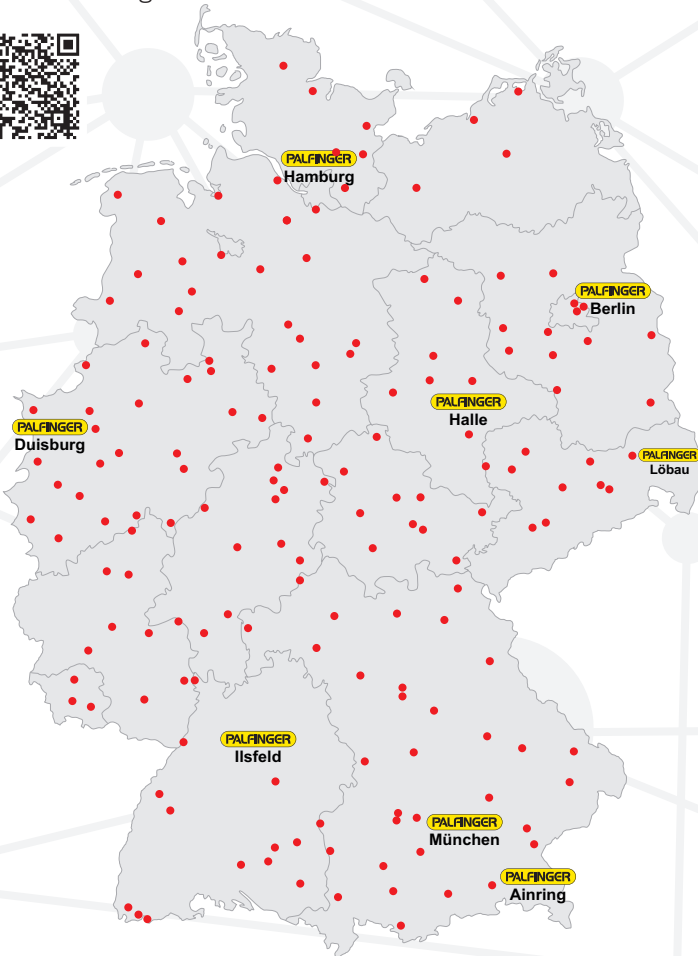 PALFINGER
Hamburg
PALFINGER
Berlin
PALFINGER
Halle
PALFINGER
Duisburg
PALFINGER
Löbau
PALFINGER
Ilsfeld
PALFINGER
München
PALFINGER
Ainring